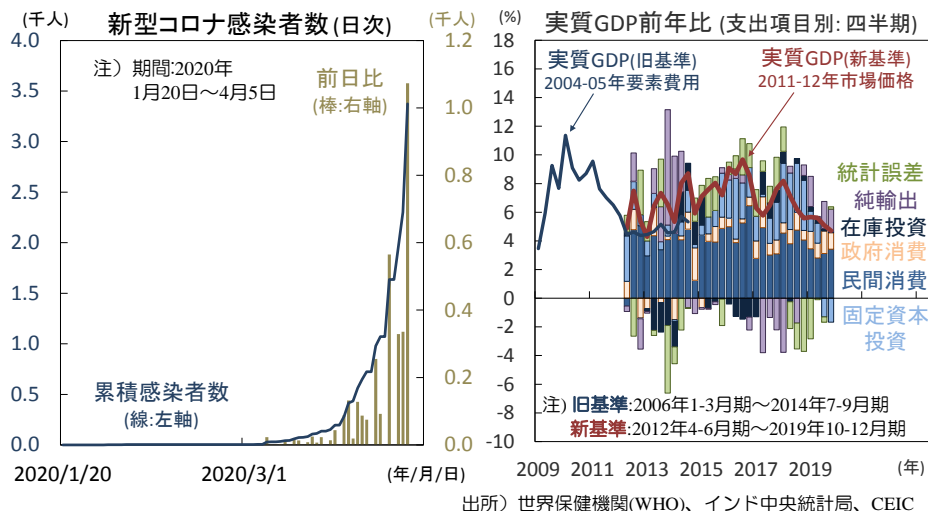 新型コロナ感染者数 (日次)
(千人)
(千人)
4.0
3.5
3.0
2.5
2.0
1.5
1.0
0.5
0.0
1.2
1.0
0.8
0.6
0.4
0.2
0.0
注）期間:2020年
1月20日～4月5日
前日比
(棒:右軸)
累積感染者数
(線:左軸)
2020/1/20
2020/3/1
(年/月/日)
実質GDP前年比 (支出項目別: 四半期)
(%)
18
16
14
12
10
8
6
4
2
0
-2
-4
-6
-8
-10
実質GDP(旧基準)
2004-05年要素費用
実質GDP(新基準)
2011-12年市場価格
統計誤差
純輸出
在庫投資
政府消費
民間消費
固定資本
投資
注) 旧基準:2006年1-3月期～2014年7-9月期
新基準:2012年4-6月期～2019年10-12月期
2009
2011
2013
2015
2017
2019
(年)
出所）世界保健機関(WHO)、インド中央統計局、CEIC